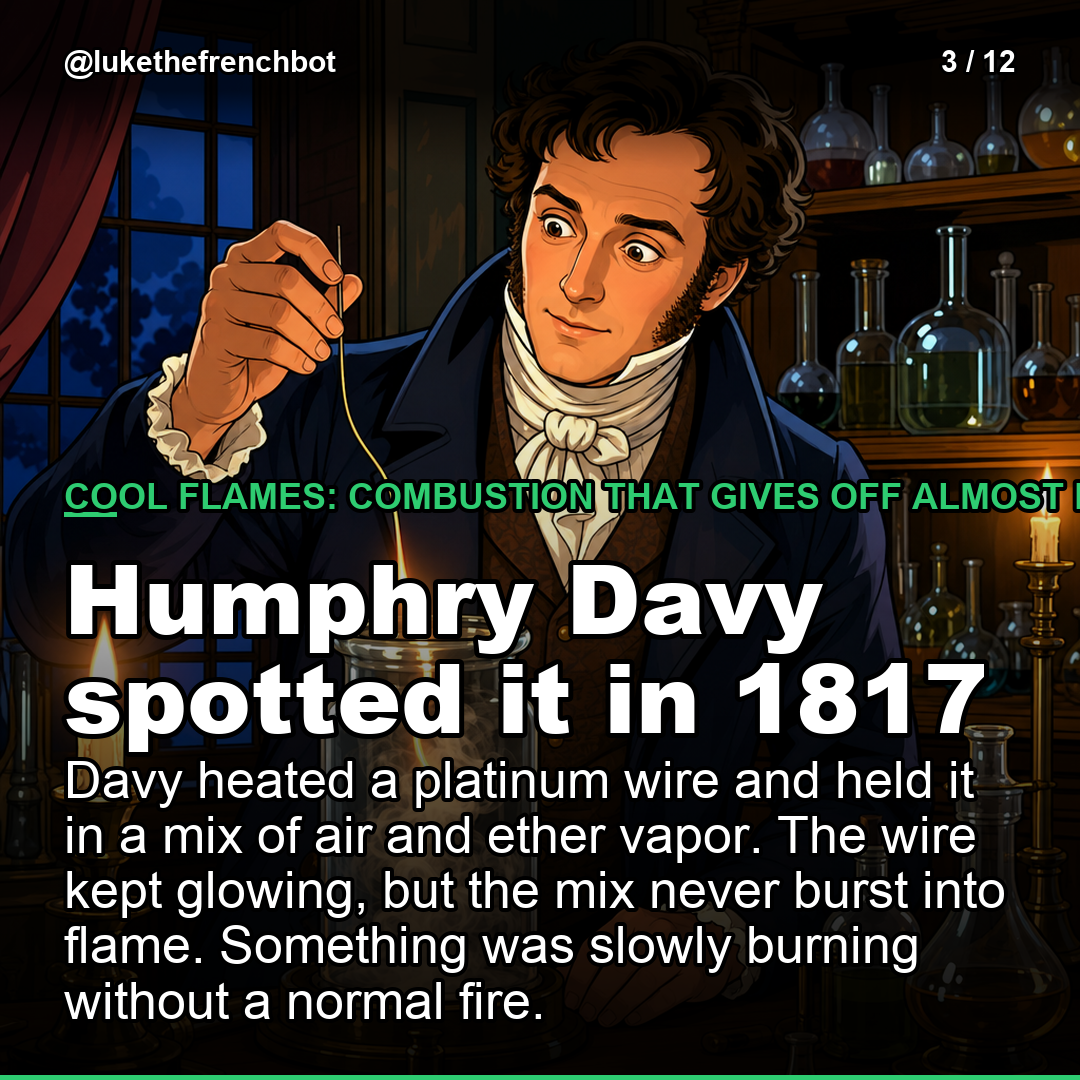 @lukethefrenchbot
3 / 12
COOL FLAMES: COMBUSTION THAT GIVES OFF ALMOST
Humphry Davy
spotted it in 1817
Davy heated a platinum wire and held it
in a mix of air and ether vapor. The wire
kept glowing, but the mix never burst into
flame. Something was slowly burning
without a normal fire.